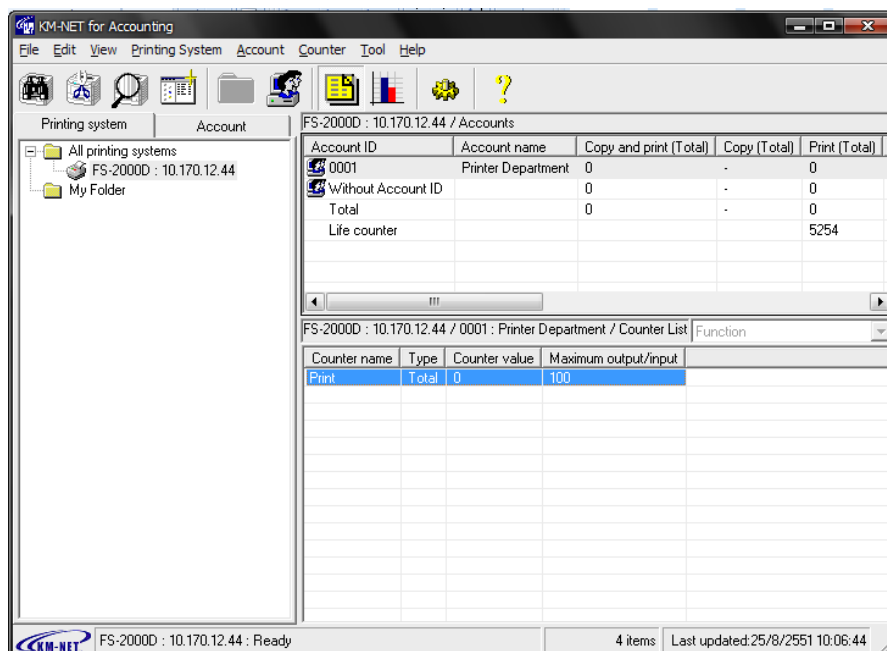 KM-NET for Accounting
File Edit View Printing System Account Counter Tool Help
Printing system Account
All printing systems
FS-2000D : 10.170.12.44
My Folder
FS-2000D : 10.170.12.44 / Accounts
Account ID Account name Copy and print (Total) Copy (Total) Print (Total)
0001 Printer Department 0 - 0
Without Account ID 0 - 0
Total 0 - 0
Life counter 5254
FS-2000D : 10.170.12.44 / 0001 : Printer Department / Counter List Function
Counter name Type Counter value Maximum output/input
Print Total 0 100
KM-NET FS-2000D : 10.170.12.44 : Ready 4 items Last updated:25/8/2551 10:06:44